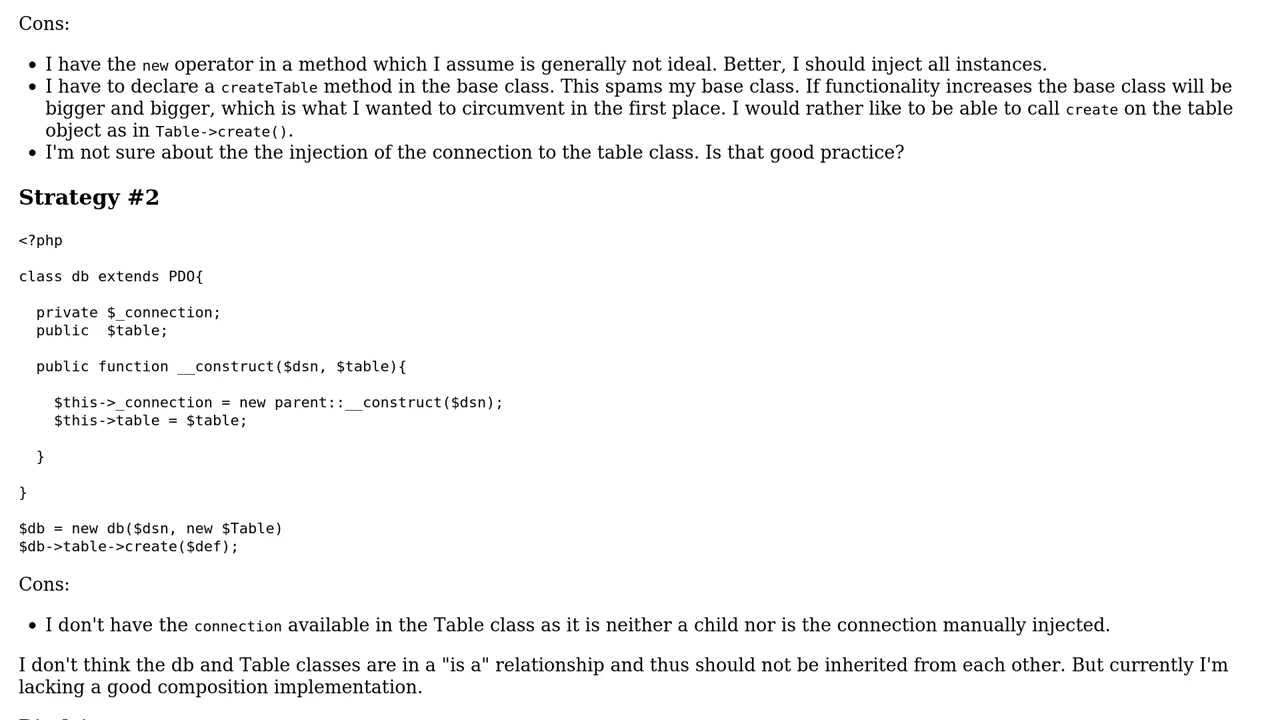 Cons:
• I have the new operator in a method which I assume is generally not ideal. Better, I should inject all instances.
• I have to declare a createTable method in the base class. This spams my base class. If functionality increases the base class will be
bigger and bigger, which is what I wanted to circumvent in the first place. I would rather like to be able to call create on the table
object as in Table->create().
• I'm not sure about the the injection of the connection to the table class. Is that good practice?
Strategy #2
<?php
class db extends PDO{
  private $_connection;
  public  $table;
  public function __construct($dsn, $table){
    $this->_connection = new parent::__construct($dsn);
    $this->table = $table;
  }
}
$db = new db($dsn, new $Table)
$db->table->create($def);
Cons:
• I don't have the connection available in the Table class as it is neither a child nor is the connection manually injected.
I don't think the db and Table classes are in a "is a" relationship and thus should not be inherited from each other. But currently I'm
lacking a good composition implementation.